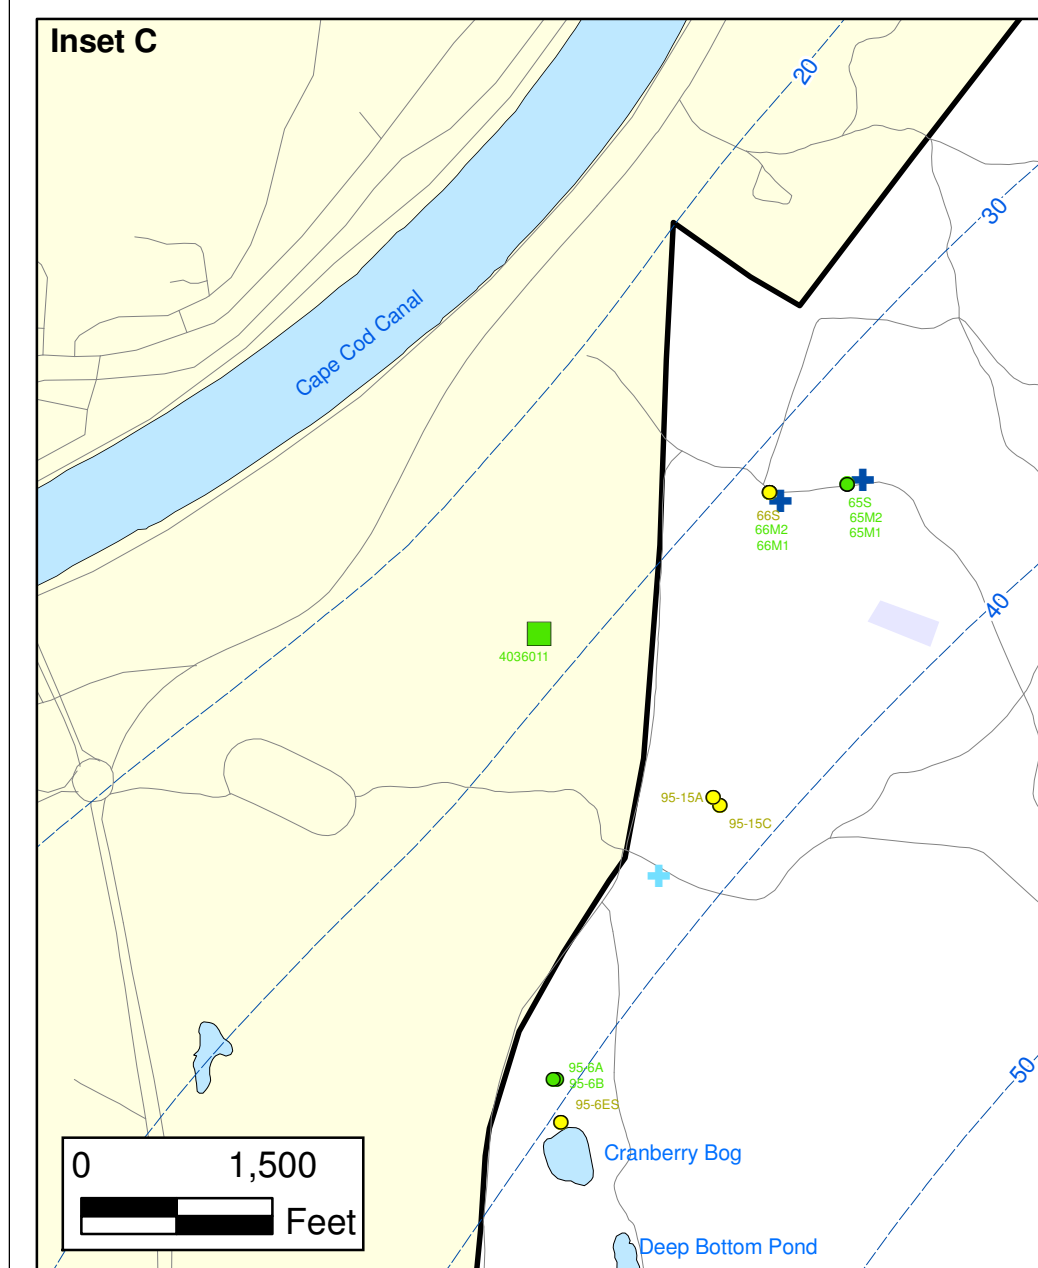 Inset C
20
30
Cape Cod Canal
66S
66M2
66M1
65S
65M2
65M1
40
4036011
95-15A
95-15C
50
95-6A
95-6B
95-6ES
Cranberry Bog
0 1,500
Feet
Deep Bottom Pond